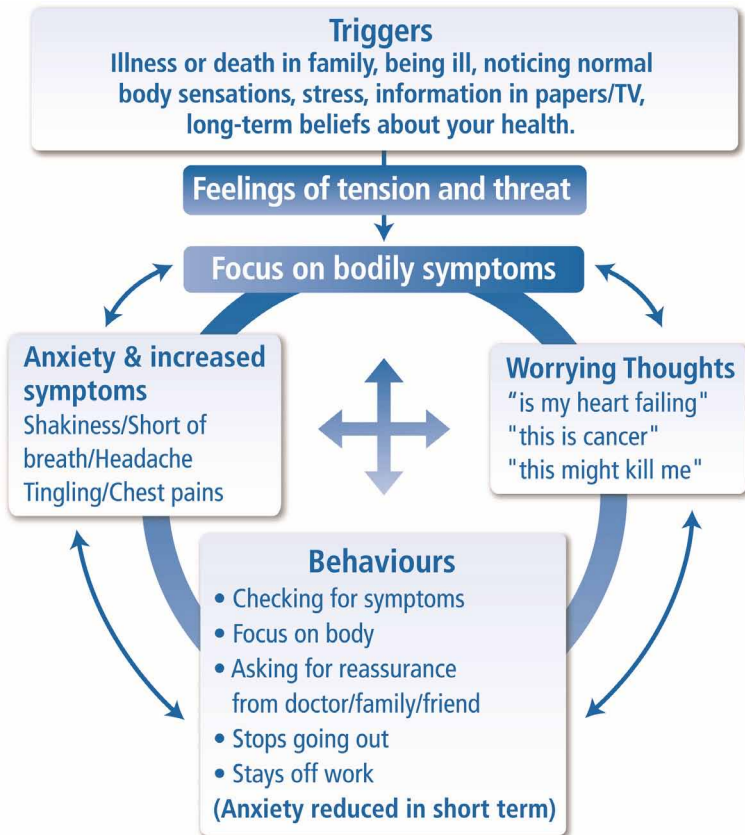 Triggers
Illness or death in family, being ill, noticing normal
body sensations, stress, information in papers/TV,
long-term beliefs about your health.
Feelings of tension and threat
Focus on bodily symptoms
Anxiety & increased
symptoms
Shakiness/Short of
breath/Headache
Tingling/Chest pains
Worrying Thoughts
“is my heart failing"
"this is cancer"
"this might kill me"
Behaviours
• Checking for symptoms
• Focus on body
• Asking for reassurance
from doctor/family/friend
• Stops going out
• Stays off work
(Anxiety reduced in short term)